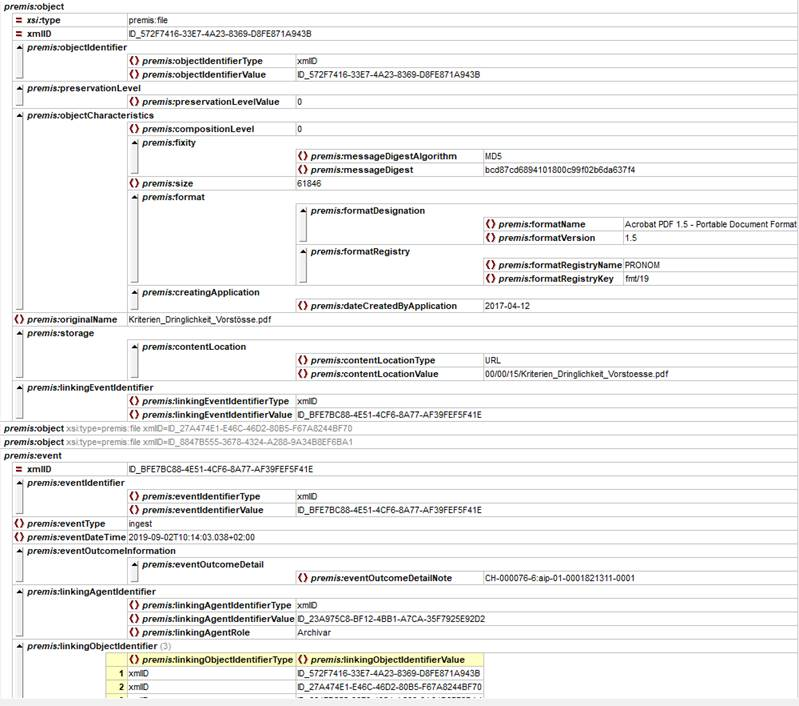 premis:object
= xsi:type premis:file
= xmlID ID_572F7416-33E7-4A23-8369-D8FE871A943B
premis:objectIdentifier
premis:objectIdentifierType xmlID
premis:objectIdentifierValue ID_572F7416-33E7-4A23-8369-D8FE871A943B
premis:preservationLevel
premis:preservationLevelValue 0
premis:objectCharacteristics
premis:compositionLevel 0
premis:fixity
premis:messageDigestAlgorithm MD5
premis:messageDigest bcd87cd6894101800c99f02b6da637f4
premis:size 61846
premis:format
premis:formatDesignation
premis:formatName Acrobat PDF 1.5 - Portable Document Format
premis:formatVersion 1.5
premis:formatRegistry
premis:formatRegistryName PRONOM
premis:formatRegistryKey fmt/19
premis:creatingApplication
premis:dateCreatedByApplication 2017-04-12
premis:originalName Kriterien_Dringlichkeit_Vorstösse.pdf
premis:storage
premis:contentLocation
premis:contentLocationType URL
premis:contentLocationValue 00/00/15/Kriterien_Dringlichkeit_Vorstoesse.pdf
premis:linkingEventIdentifier
premis:linkingEventIdentifierType xmlID
premis:linkingEventIdentifierValue ID_BFE7BC88-4E51-4CF6-8A77-AF39FEF5F41E
premis:object xsi:type=premis:file xmlID=ID_27A474E1-E46C-46D2-80B5-F67A8244BF70
premis:object xsi:type=premis:file xmlID=ID_8847B555-3678-4324-A288-9A34B8EF6BA1
premis:event
= xmlID ID_BFE7BC88-4E51-4CF6-8A77-AF39FEF5F41E
premis:eventIdentifier
premis:eventIdentifierType xmlID
premis:eventIdentifierValue ID_BFE7BC88-4E51-4CF6-8A77-AF39FEF5F41E
premis:eventType ingest
premis:eventDateTime 2019-09-02T10:14:03.038+02:00
premis:eventOutcomeInformation
premis:eventOutcomeDetail
premis:eventOutcomeDetailNote CH-000076-6:aip-01-0001821311-0001
premis:linkingAgentIdentifier
premis:linkingAgentIdentifierType xmlID
premis:linkingAgentIdentifierValue ID_23A975C8-BF12-4BB1-A7CA-35F7925E92D2
premis:linkingAgentRole Archivar
premis:linkingObjectIdentifier (3)
premis:linkingObjectIdentifierType premis:linkingObjectIdentifierValue
1 xmlID ID_572F7416-33E7-4A23-8369-D8FE871A943B
2 xmlID ID_27A474E1-E46C-46D2-80B5-F67A8244BF70